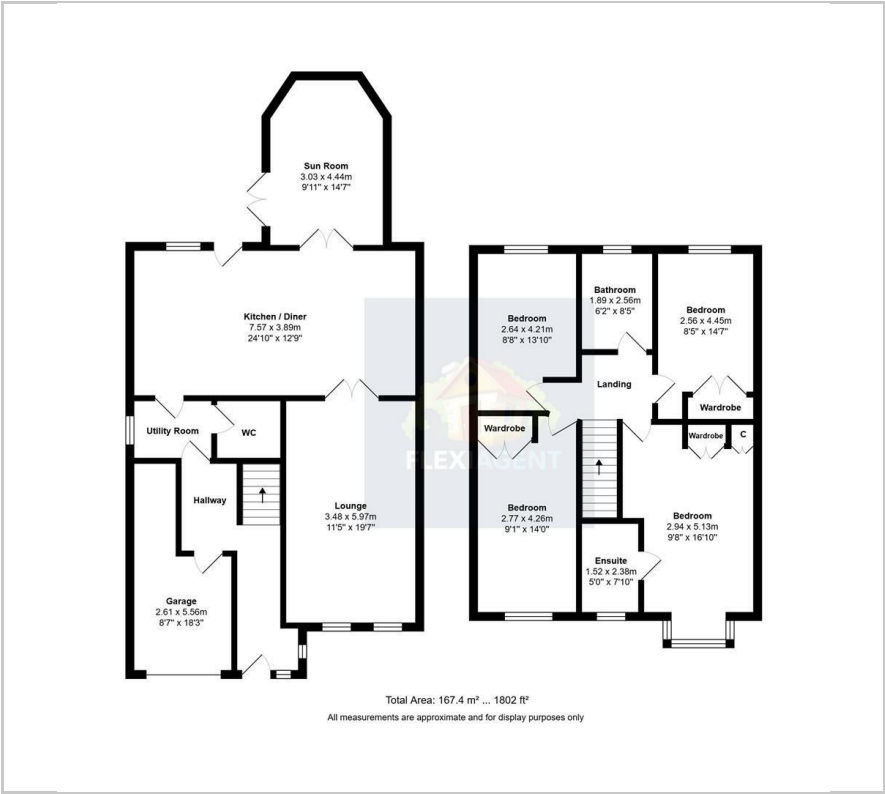 Sun Room
3.03 x 4.44m
9'11" x 14'7"
Kitchen / Diner
7.57 x 3.89m
24'10" x 12'9"
Utility Room
WC
Hallway
Lounge
3.48 x 5.97m
11'5" x 19'7"
Garage
2.61 x 5.56m
8'7" x 18'3"
Bedroom
2.64 x 4.21m
8'8" x 13'10"
Bathroom
1.89 x 2.56m
6'2" x 8'5"
Bedroom
2.56 x 4.45m
8'5" x 14'7"
Landing
Wardrobe
Wardrobe
Wardrobe
C
FLEXIAGENT
Bedroom
2.77 x 4.26m
9'1" x 14'0"
Bedroom
2.94 x 5.13m
9'8" x 16'10"
Ensuite
1.52 x 2.38m
5'0" x 7'10"
Total Area: 167.4 m² ... 1802 ft²
All measurements are approximate and for display purposes only